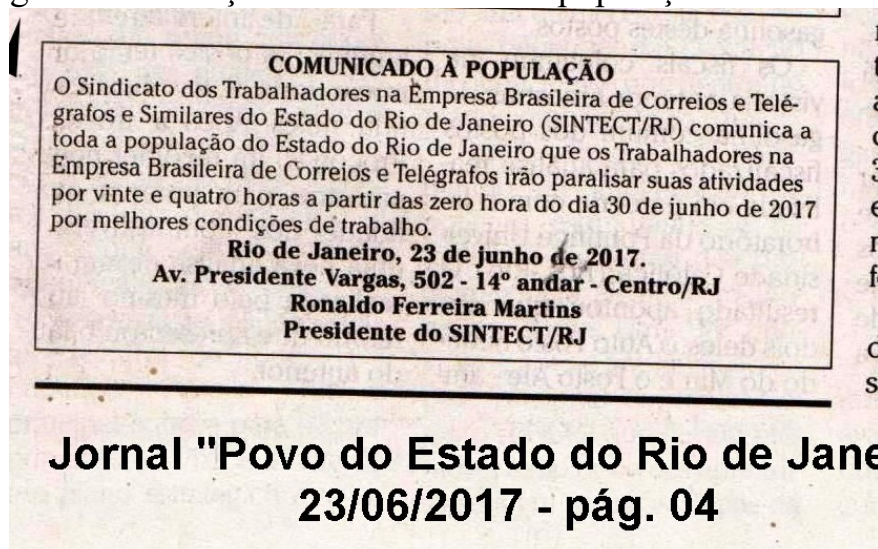 COMUNICADO À POPULAÇÃO
O Sindicato dos Trabalhadores na Empresa Brasileira de Correios e Telé-
grafos e Similares do Estado do Rio de Janeiro (SINTECT/RJ) comunica a
toda a população do Estado do Rio de Janeiro que os Trabalhadores na
Empresa Brasileira de Correios e Telégrafos irão paralisar suas atividades
por vinte e quatro horas a partir das zero hora do dia 30 de junho de 2017
por melhores condições de trabalho.
Rio de Janeiro, 23 de junho de 2017.
Av. Presidente Vargas, 502 - 14º andar - Centro/RJ
Ronaldo Ferreira Martins
Presidente do SINTECT/RJ
Jornal "Povo do Estado do Rio de Jane
23/06/2017 - pág. 04